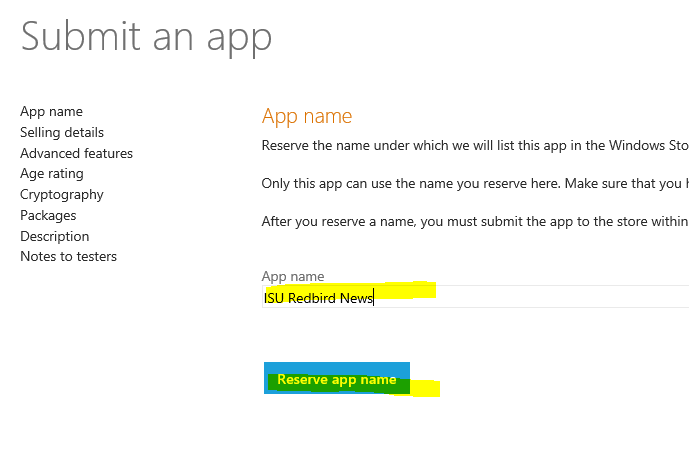 Submit an app
App name
Selling details
Advanced features
Age rating
Cryptography
Packages
Description
Notes to testers
App name
Reserve the name under which we will list this app in the Windows Sto
Only this app can use the name you reserve here. Make sure that you h
After you reserve a name, you must submit the app to the store within
App name
ISU Redbird News
Reserve app name